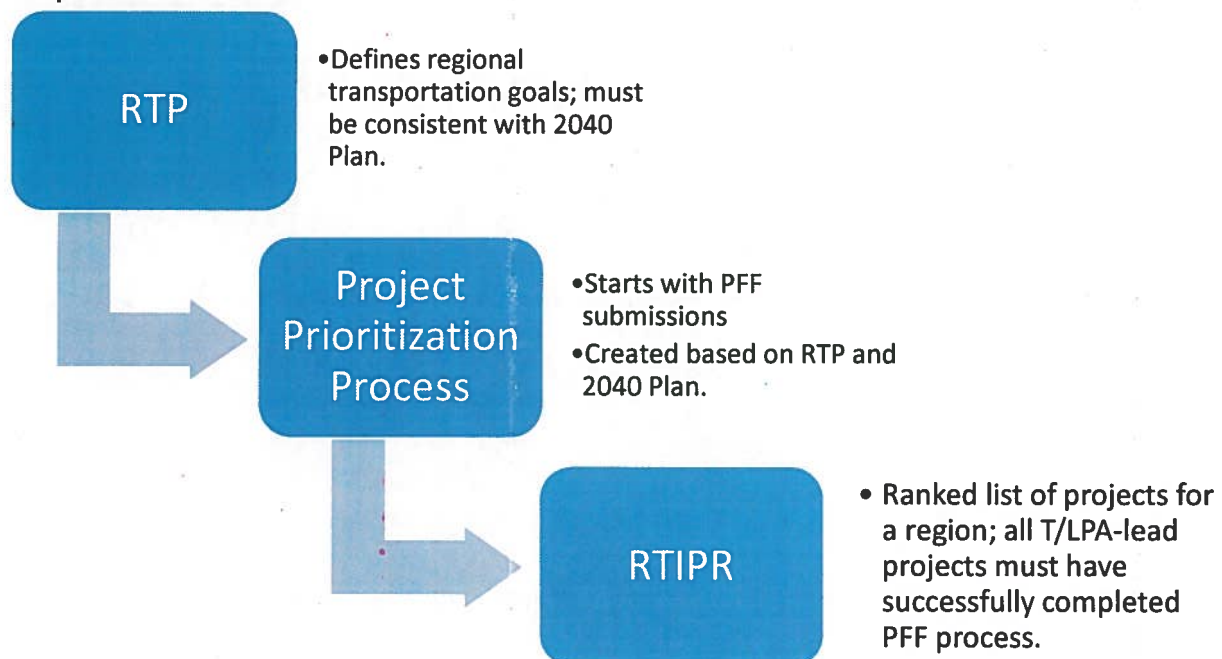 RTP
•Defines regional
transportation goals; must
be consistent with 2040
Plan.
Project
Prioritization
Process
•Starts with PFF
submissions
•Created based on RTP and
2040 Plan.
RTIPR
• Ranked list of projects for
a region; all T/LPA-lead
projects must have
successfully completed
PFF process.